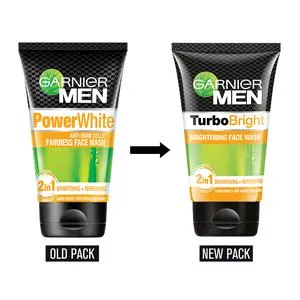 GARNIER
MEN
PowerWhite
ANTI-DARK CELLS
FAIRNESS FACE WASH
2in1
BRIGHTENING + REFRESHING
OLD PACK
GARNIER
MEN
TurboBright
BRIGHTENING FACE WASH
2in1
BRIGHTENING + REFRESHING
NEW PACK